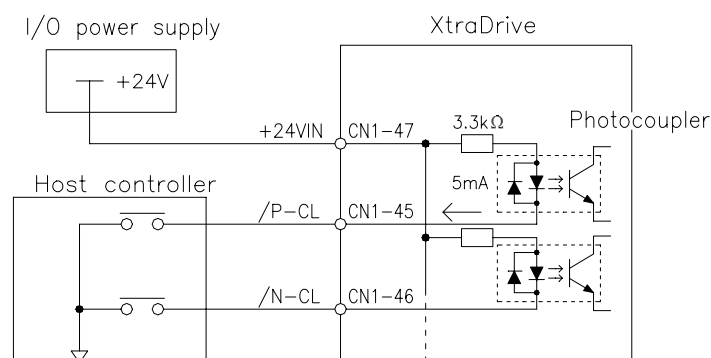 I/O power supply
XtraDrive
+24V
+24VIN
CN1-47
3.3kΩ
Photocoupler
Host controller
5mA
/P-CL
CN1-45
/N-CL
CN1-46